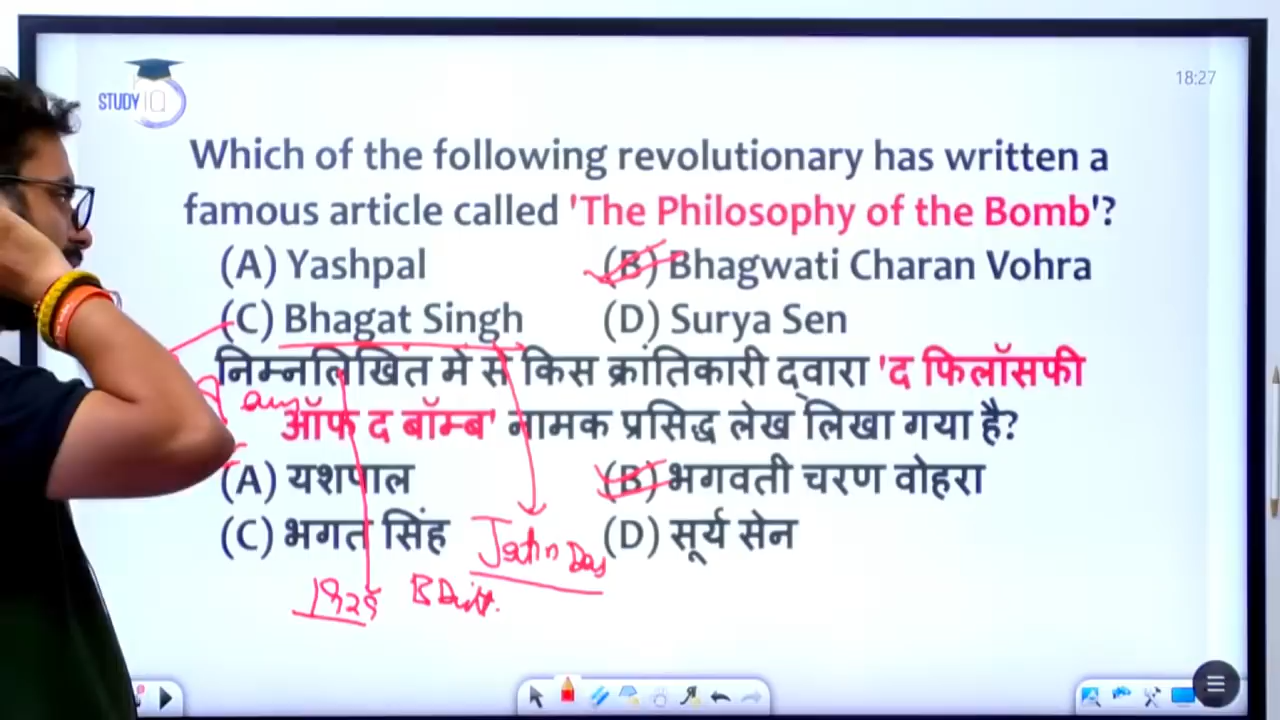 STUDY IQ
18:27
Which of the following revolutionary has written a
famous article called 'The Philosophy of the Bomb'?
(A) Yashpal (B) Bhagwati Charan Vohra
(C) Bhagat Singh (D) Surya Sen
निम्नलिखित में से किस क्रांतिकारी द्वारा 'द फिलॉसफी
ऑफ द बॉम्ब' नामक प्रसिद्ध लेख लिखा गया है?
(A) यशपाल (B) भगवती चरण वोहरा
(C) भगत सिंह (D) सूर्य सेन
Jatin Das
1929